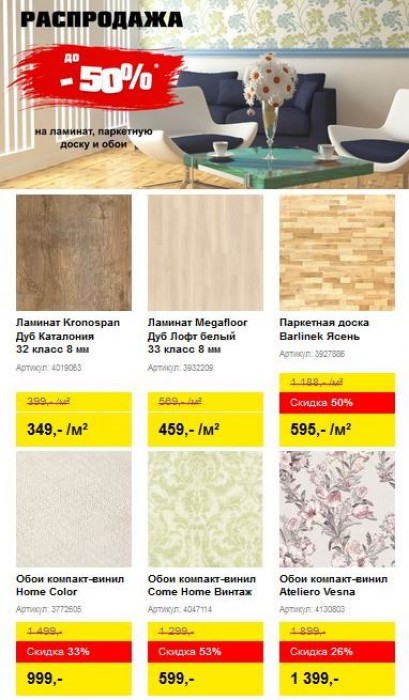 РАСПРОДАЖА
до
- 50%*
на ламинат, паркетную
доску и обои
Ламинат Kronospan
Дуб Каталония
32 класс 8 мм
Артикул: 4019063
399,- /м²
349,- /м²
Ламинат Megafloor
Дуб Лофт белый
33 класс 8 мм
Артикул: 3932209
569,- /м²
459,- /м²
Паркетная доска
Barlinek Ясень
Артикул: 3927886
1 188,- /м²
Скидка 50%
595,- /м²
Обои компакт-винил
Home Color
Артикул: 3772605
1 499,-
Скидка 33%
999,-
Обои компакт-винил
Come Home Винтаж
Артикул: 4047114
1 299,-
Скидка 53%
599,-
Обои компакт-винил
Ateliero Vesna
Артикул: 4130803
1 899,-
Скидка 26%
1 399,-